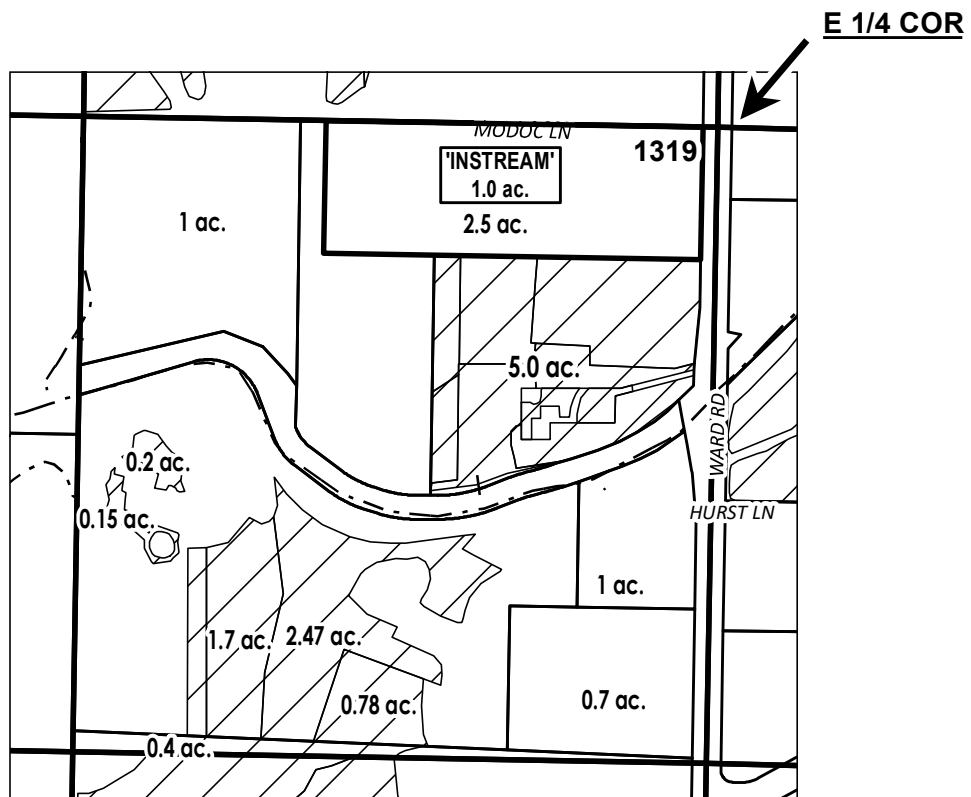 E 1/4 COR
MODOC LN
1319
'INSTREAM'
1.0 ac.
2.5 ac.
1 ac.
5.0 ac.
WARD RD
0.2 ac.
0.15 ac.
HURST LN
1 ac.
1.7 ac.
2.47 ac.
0.78 ac.
0.7 ac.
0.4 ac.